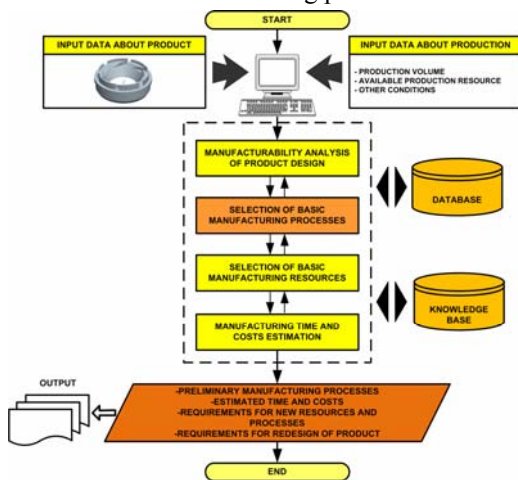 START
INPUT DATA ABOUT PRODUCT
INPUT DATA ABOUT PRODUCTION
- PRODUCTION VOLUME
- AVAILABLE PRODUCTION RESOURCE
- OTHER CONDITIONS
MANUFACTURABILITY ANALYSIS
OF PRODUCT DESIGN
SELECTION OF BASIC
MANUFACTURING PROCESSES
DATABASE
SELECTION OF BASIC
MANUFACTURING RESOURCES
MANUFACTURING TIME AND
COSTS ESTIMATION
KNOWLEDGE
BASE
OUTPUT
-PRELIMINARY MANUFACTURING PROCESSES
-ESTIMATED TIME AND COSTS
-REQUIREMENTS FOR NEW RESOURCES AND
PROCESSES
-REQUIREMENTS FOR REDESIGN OF PRODUCT
END